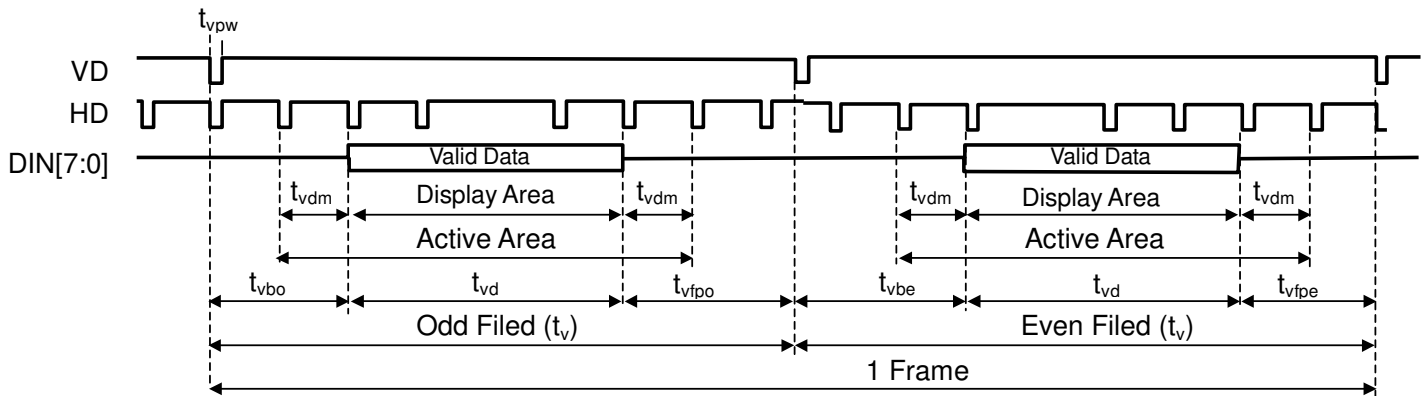 tvpw
VD
HD
DIN[7:0]
Valid Data Valid Data
tvdm Display Area tvdm tvdm Display Area tvdm
Active Area Active Area
tvbo tvd tvfpo tvbe tvd tvfpe
Odd Filed (tv) Even Filed (tv)
1 Frame